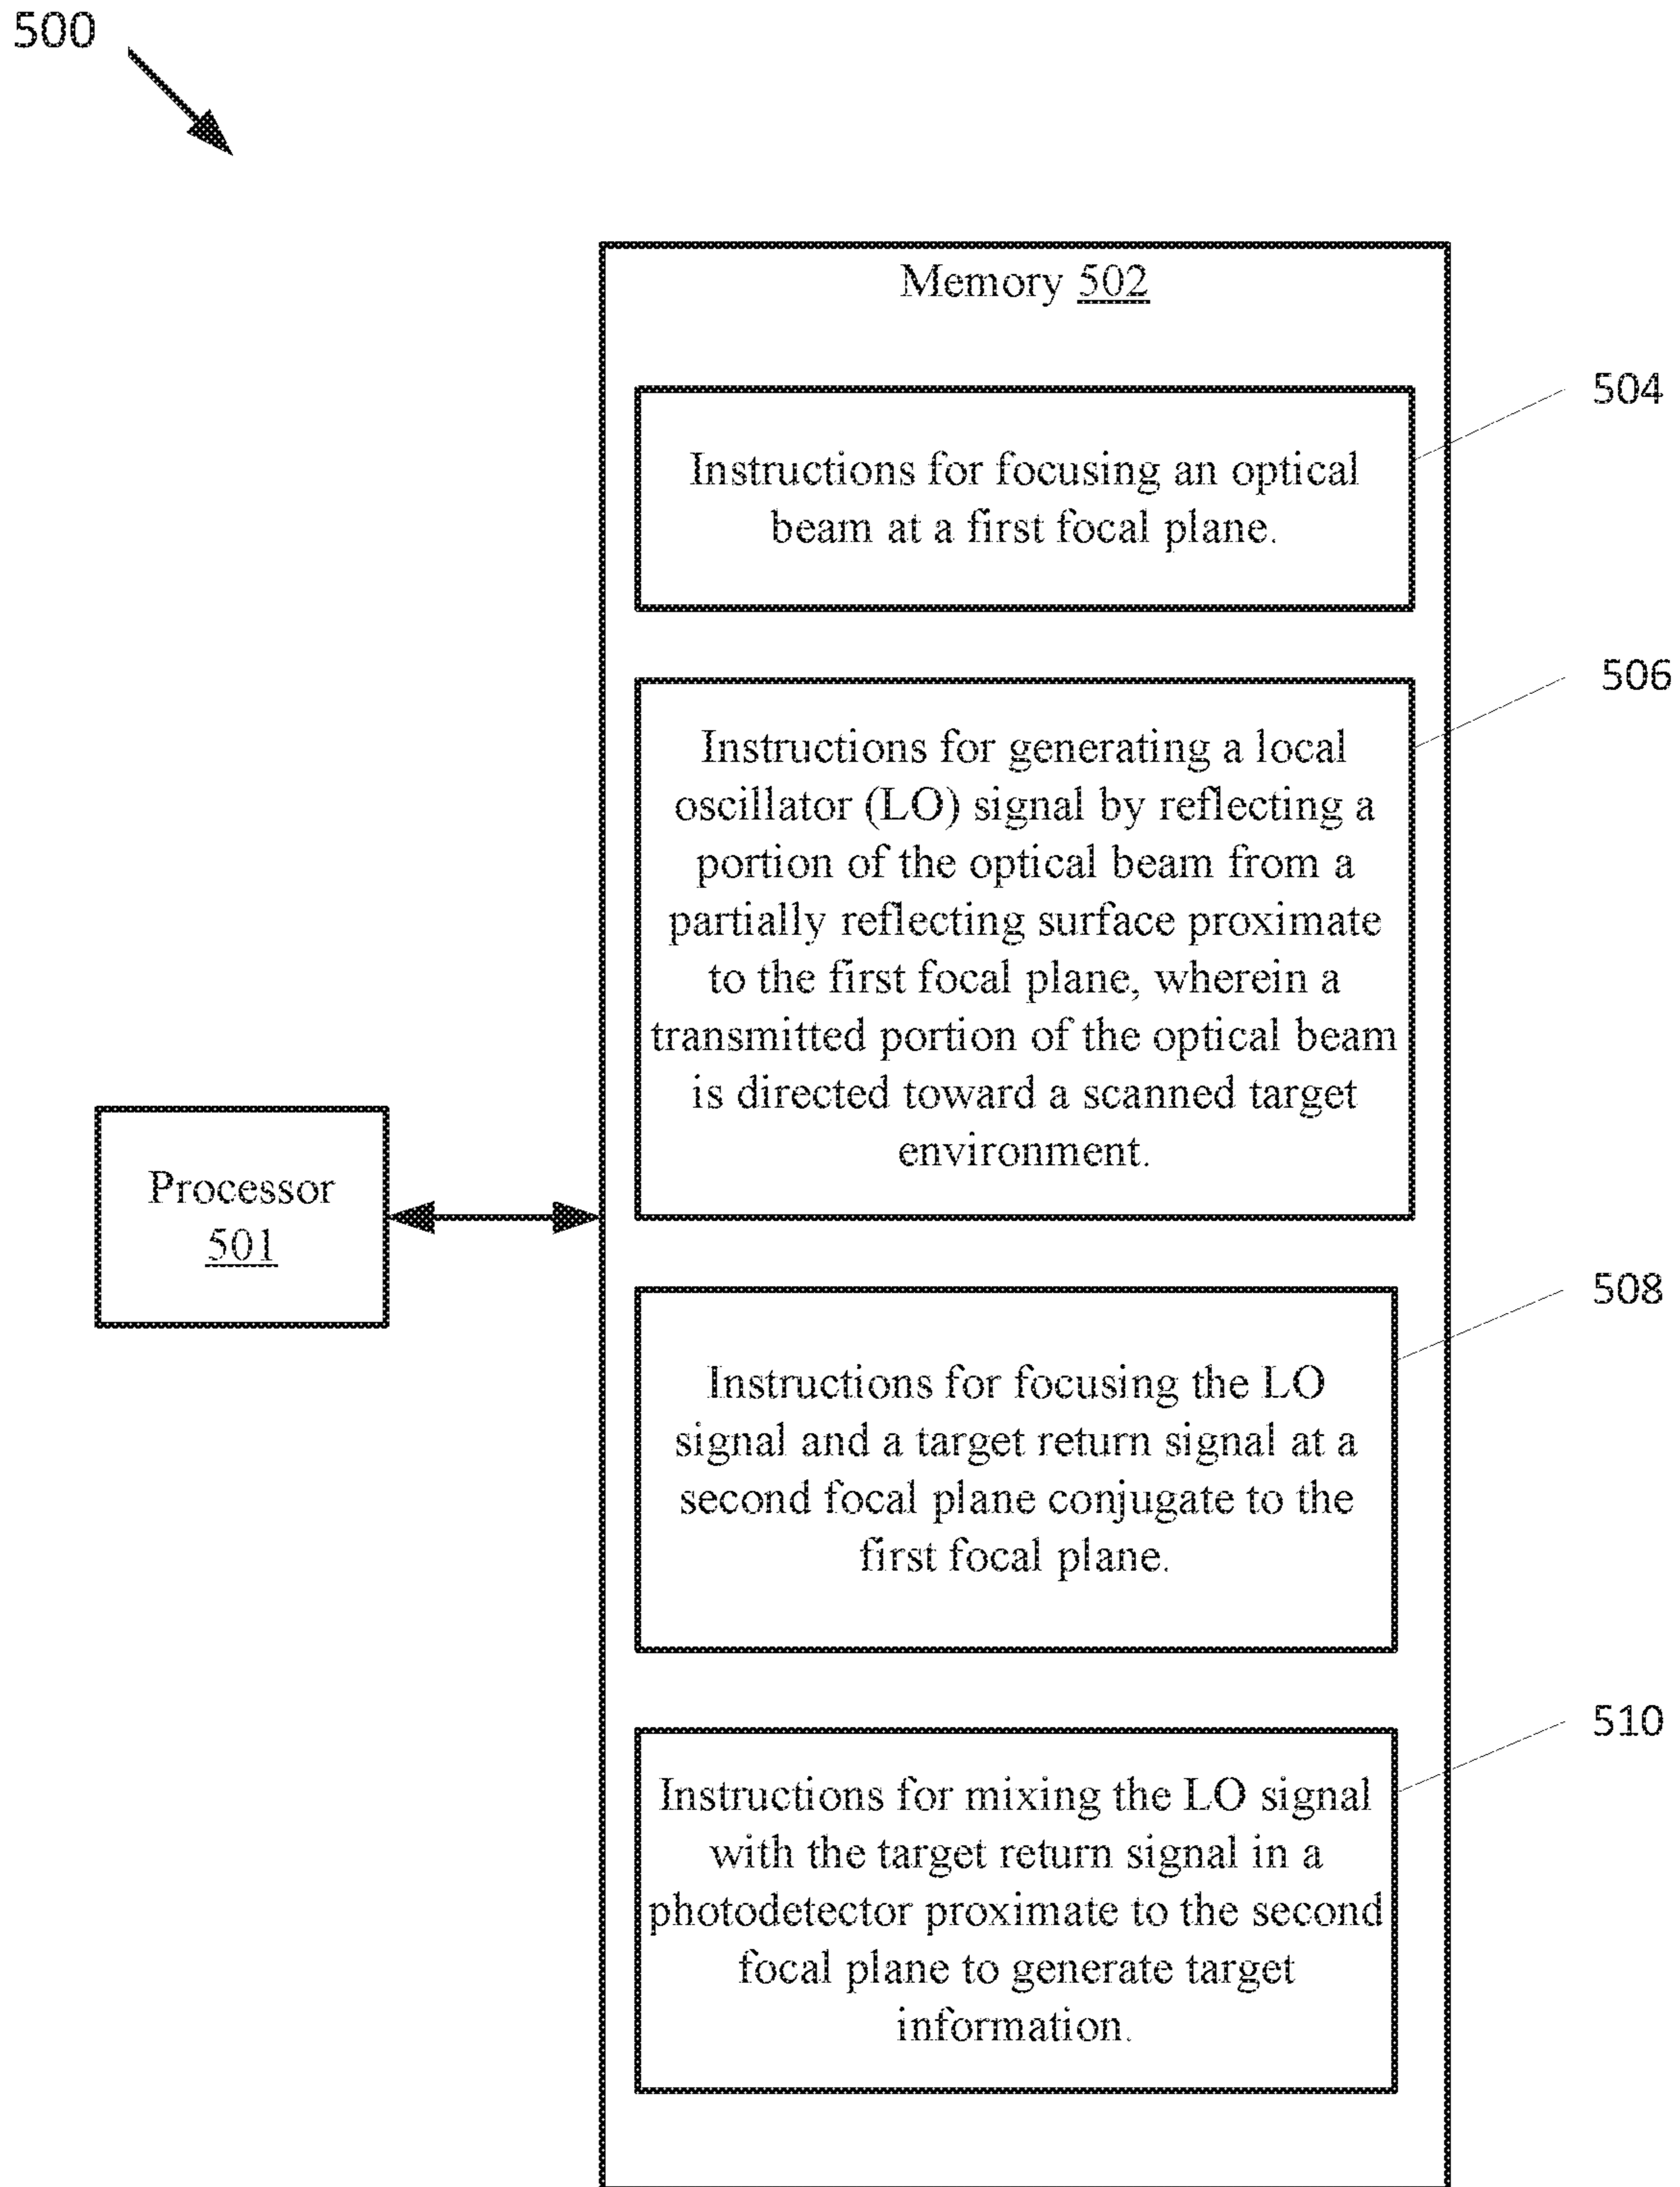 500
Memory 502
504
Instructions for focusing an optical
beam at a first focal plane.
506
Instructions for generating a local
oscillator (LO) signal by reflecting a
portion of the optical beam from a
partially reflecting surface proximate
to the first focal plane, wherein a
transmitted portion of the optical beam
is directed toward a scanned target
environment.
Processor
501
508
Instructions for focusing the LO
signal and a target return signal at a
second focal plane conjugate to the
first focal plane.
510
Instructions for mixing the LO signal
with the target return signal in a
photodetector proximate to the second
focal plane to generate target
information.